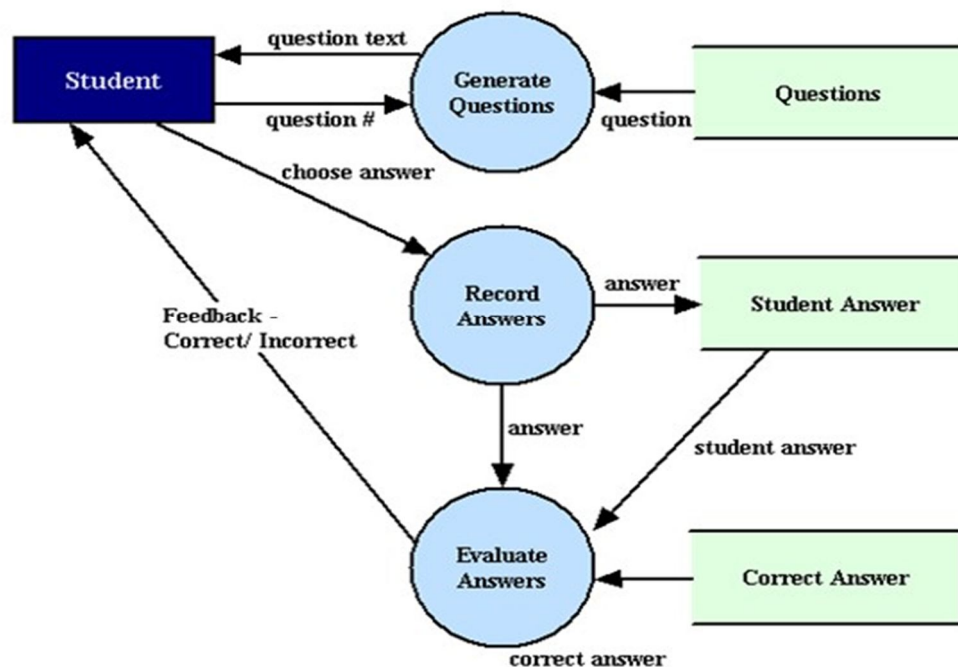 question text
Student
Generate
Questions
Questions
question #
question
choose answer
Record
Answers
answer
Student Answer
Feedback -
Correct/ Incorrect
answer
student answer
Evaluate
Answers
Correct Answer
correct answer